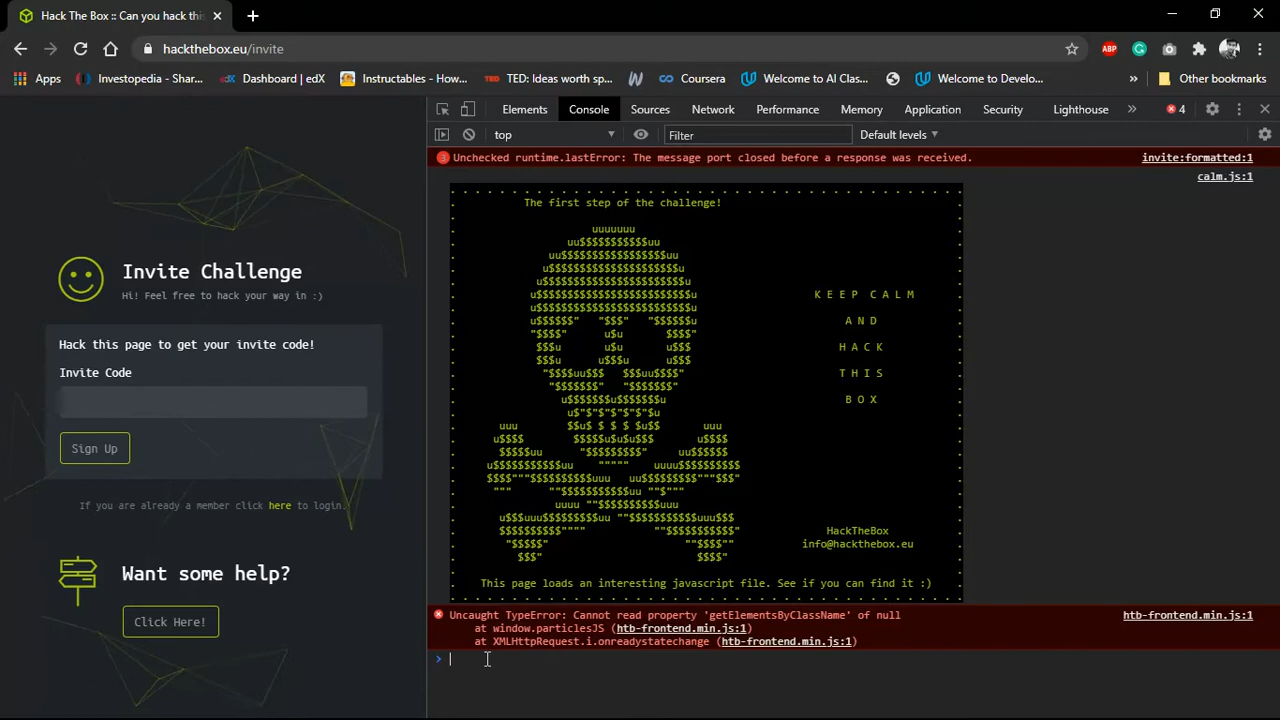 Hack The Box :: Can you hack this
hackthebox.eu/invite
ABP
Apps
Investopedia - Shar...
Dashboard | edX
Instructables - How...
TED: Ideas worth sp...
Coursera
Welcome to AI Clas...
Welcome to Develo...
»
Other bookmarks
Elements
Console
Sources
Network
Performance
Memory
Application
Security
Lighthouse
»
4
top
Filter
Default levels
3 Unchecked runtime.lastError: The message port closed before a response was received.
invite:formatted:1
calm.js:1
The first step of the challenge!
K E E P  C A L M
A N D
H A C K
T H I S
B O X
HackTheBox
info@hackthebox.eu
This page loads an interesting javascript file. See if you can find it :)
Uncaught TypeError: Cannot read property 'getElementsByClassName' of null
htb-frontend.min.js:1
at window.particlesJS (htb-frontend.min.js:1)
at XMLHttpRequest.i.onreadystatechange (htb-frontend.min.js:1)
Invite Challenge
Hi! Feel free to hack your way in :)
Hack this page to get your invite code!
Invite Code
Sign Up
If you are already a member click here to login.
Want some help?
Click Here!